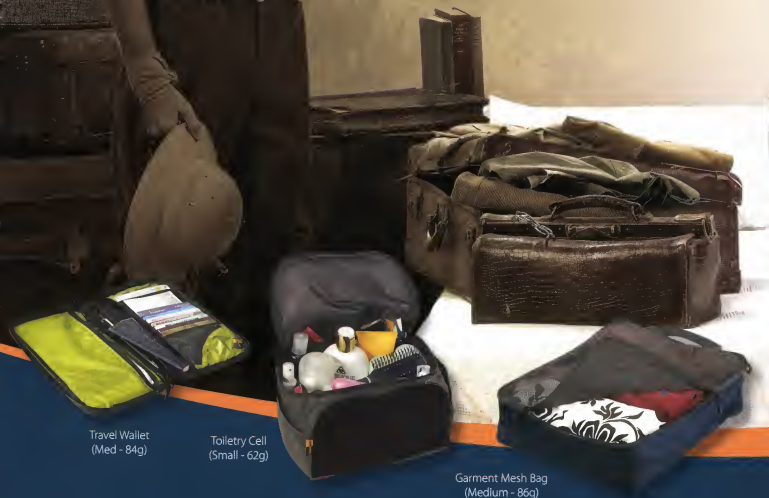 Travel Wallet
(Med - 84g)
Toiletry Cell
(Small - 62g)
Garment Mesh Bag
(Medium - 86g)